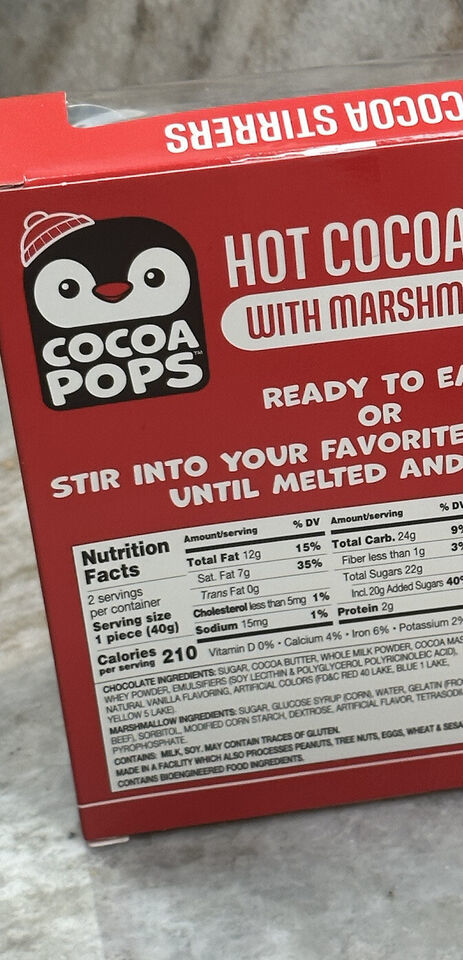 COCOA STIRRERS
COCOA
POPS™
HOT COCOA
WITH MARSHM
READY TO EA
OR
STIR INTO YOUR FAVORITE
UNTIL MELTED AND
Nutrition
Facts
2 servings
per container
Serving size
1 piece (40g)
Calories
per serving 210
Amount/serving % DV
Total Fat 12g 15%
Sat. Fat 7g 35%
Trans Fat 0g
Cholesterol less than 5mg 1%
Sodium 15mg 1%
Amount/serving % DV
Total Carb. 24g 9%
Fiber less than 1g 3%
Total Sugars 22g
Incl. 20g Added Sugars 40%
Protein 2g
Vitamin D 0% • Calcium 4% • Iron 6% • Potassium 2%
CHOCOLATE INGREDIENTS: SUGAR, COCOA BUTTER, WHOLE MILK POWDER, COCOA MAS
WHEY POWDER, EMULSIFIERS (SOY LECITHIN & POLYGLYCEROL POLYRICINOLEIC ACID),
NATURAL VANILLA FLAVORING, ARTIFICIAL COLORS (FD&C RED 40 LAKE, BLUE 1 LAKE,
YELLOW 5 LAKE).
MARSHMALLOW INGREDIENTS: SUGAR, GLUCOSE SYRUP (CORN), WATER, GELATIN (FRO
BEEF), SORBITOL, MODIFIED CORN STARCH, DEXTROSE, ARTIFICIAL FLAVOR, TETRASODI
PYROPHOSPHATE.
CONTAINS: MILK, SOY. MAY CONTAIN TRACES OF GLUTEN.
MADE IN A FACILITY WHICH ALSO PROCESSES PEANUTS, TREE NUTS, EGGS, WHEAT & SESA
CONTAINS BIOENGINEERED FOOD INGREDIENTS.